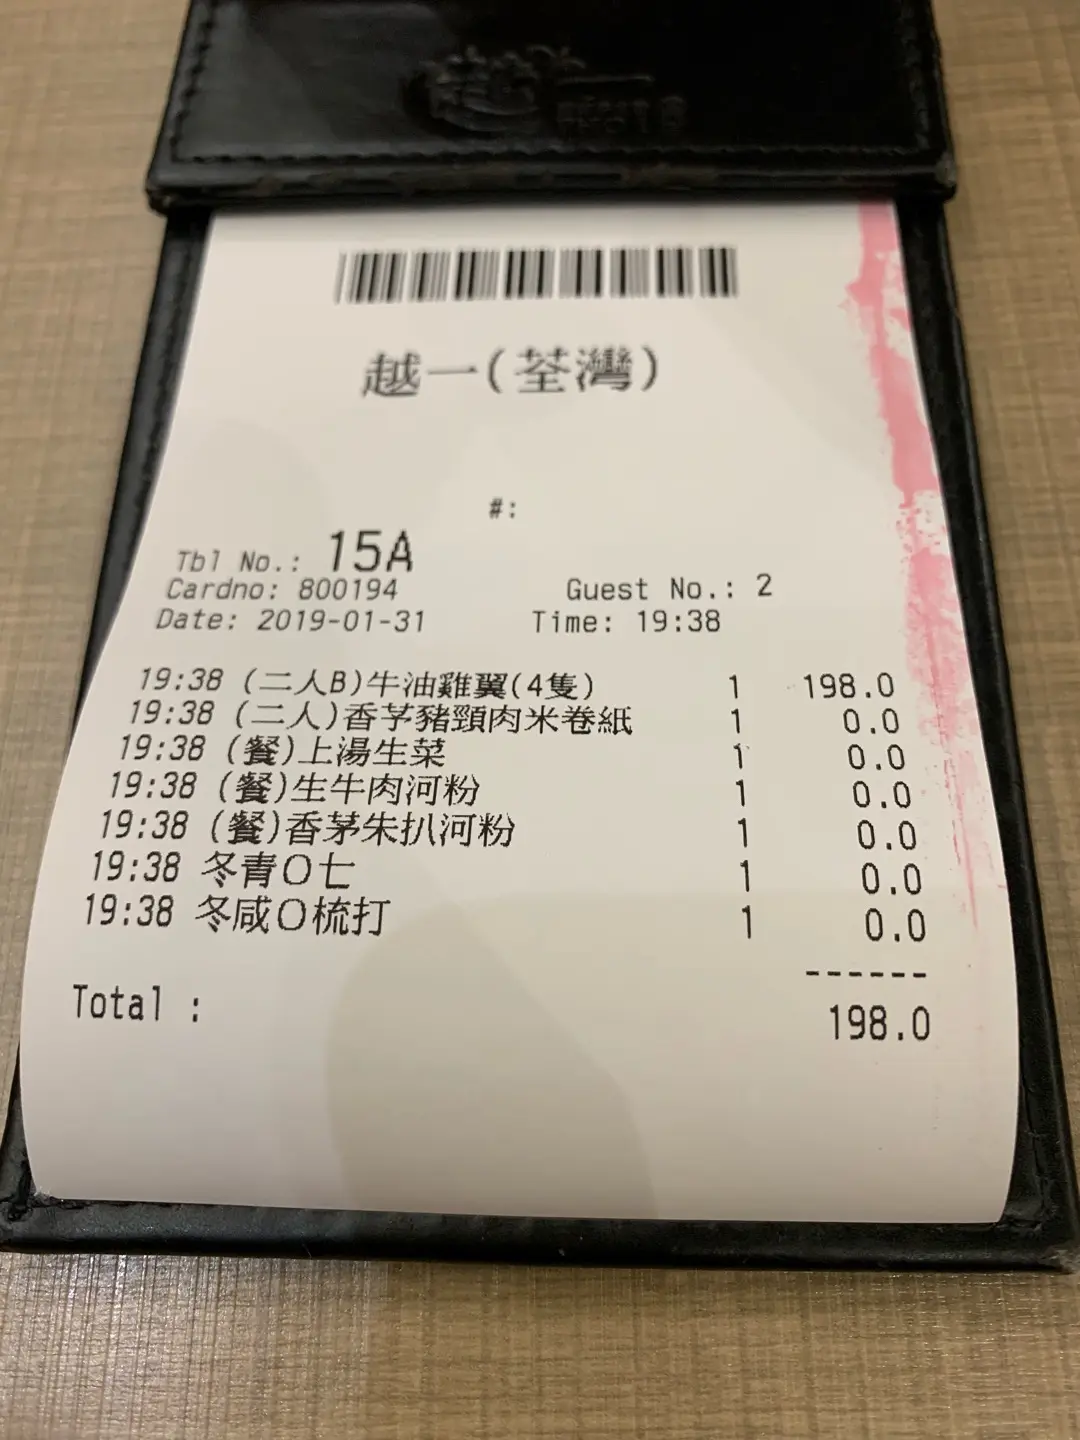 越一(荃灣)
#:
Tbl No.: 15A
Cardno: 800194 Guest No.: 2
Date: 2019-01-31 Time: 19:38
19:38 (二人B)牛油雞翼(4隻) 1 198.0
19:38 (二人)香芓豬頸肉米卷紙 1 0.0
19:38 (餐)上湯生菜 1 0.0
19:38 (餐)生牛肉河粉 1 0.0
19:38 (餐)香茅朱扒河粉 1 0.0
19:38 冬青O七 1 0.0
19:38 冬咸O梳打 1 0.0
------
Total : 198.0